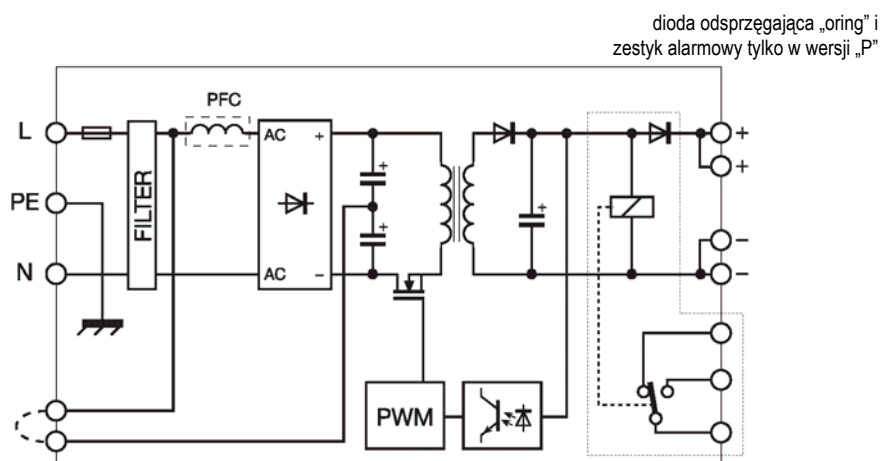 dioda odsprzęgająca „oring” i
zestyk alarmowy tylko w wersji „P”
PFC
L
AC
+
+
+
+
PE
FILTER
+
+
N
AC
−
−
−
PWM